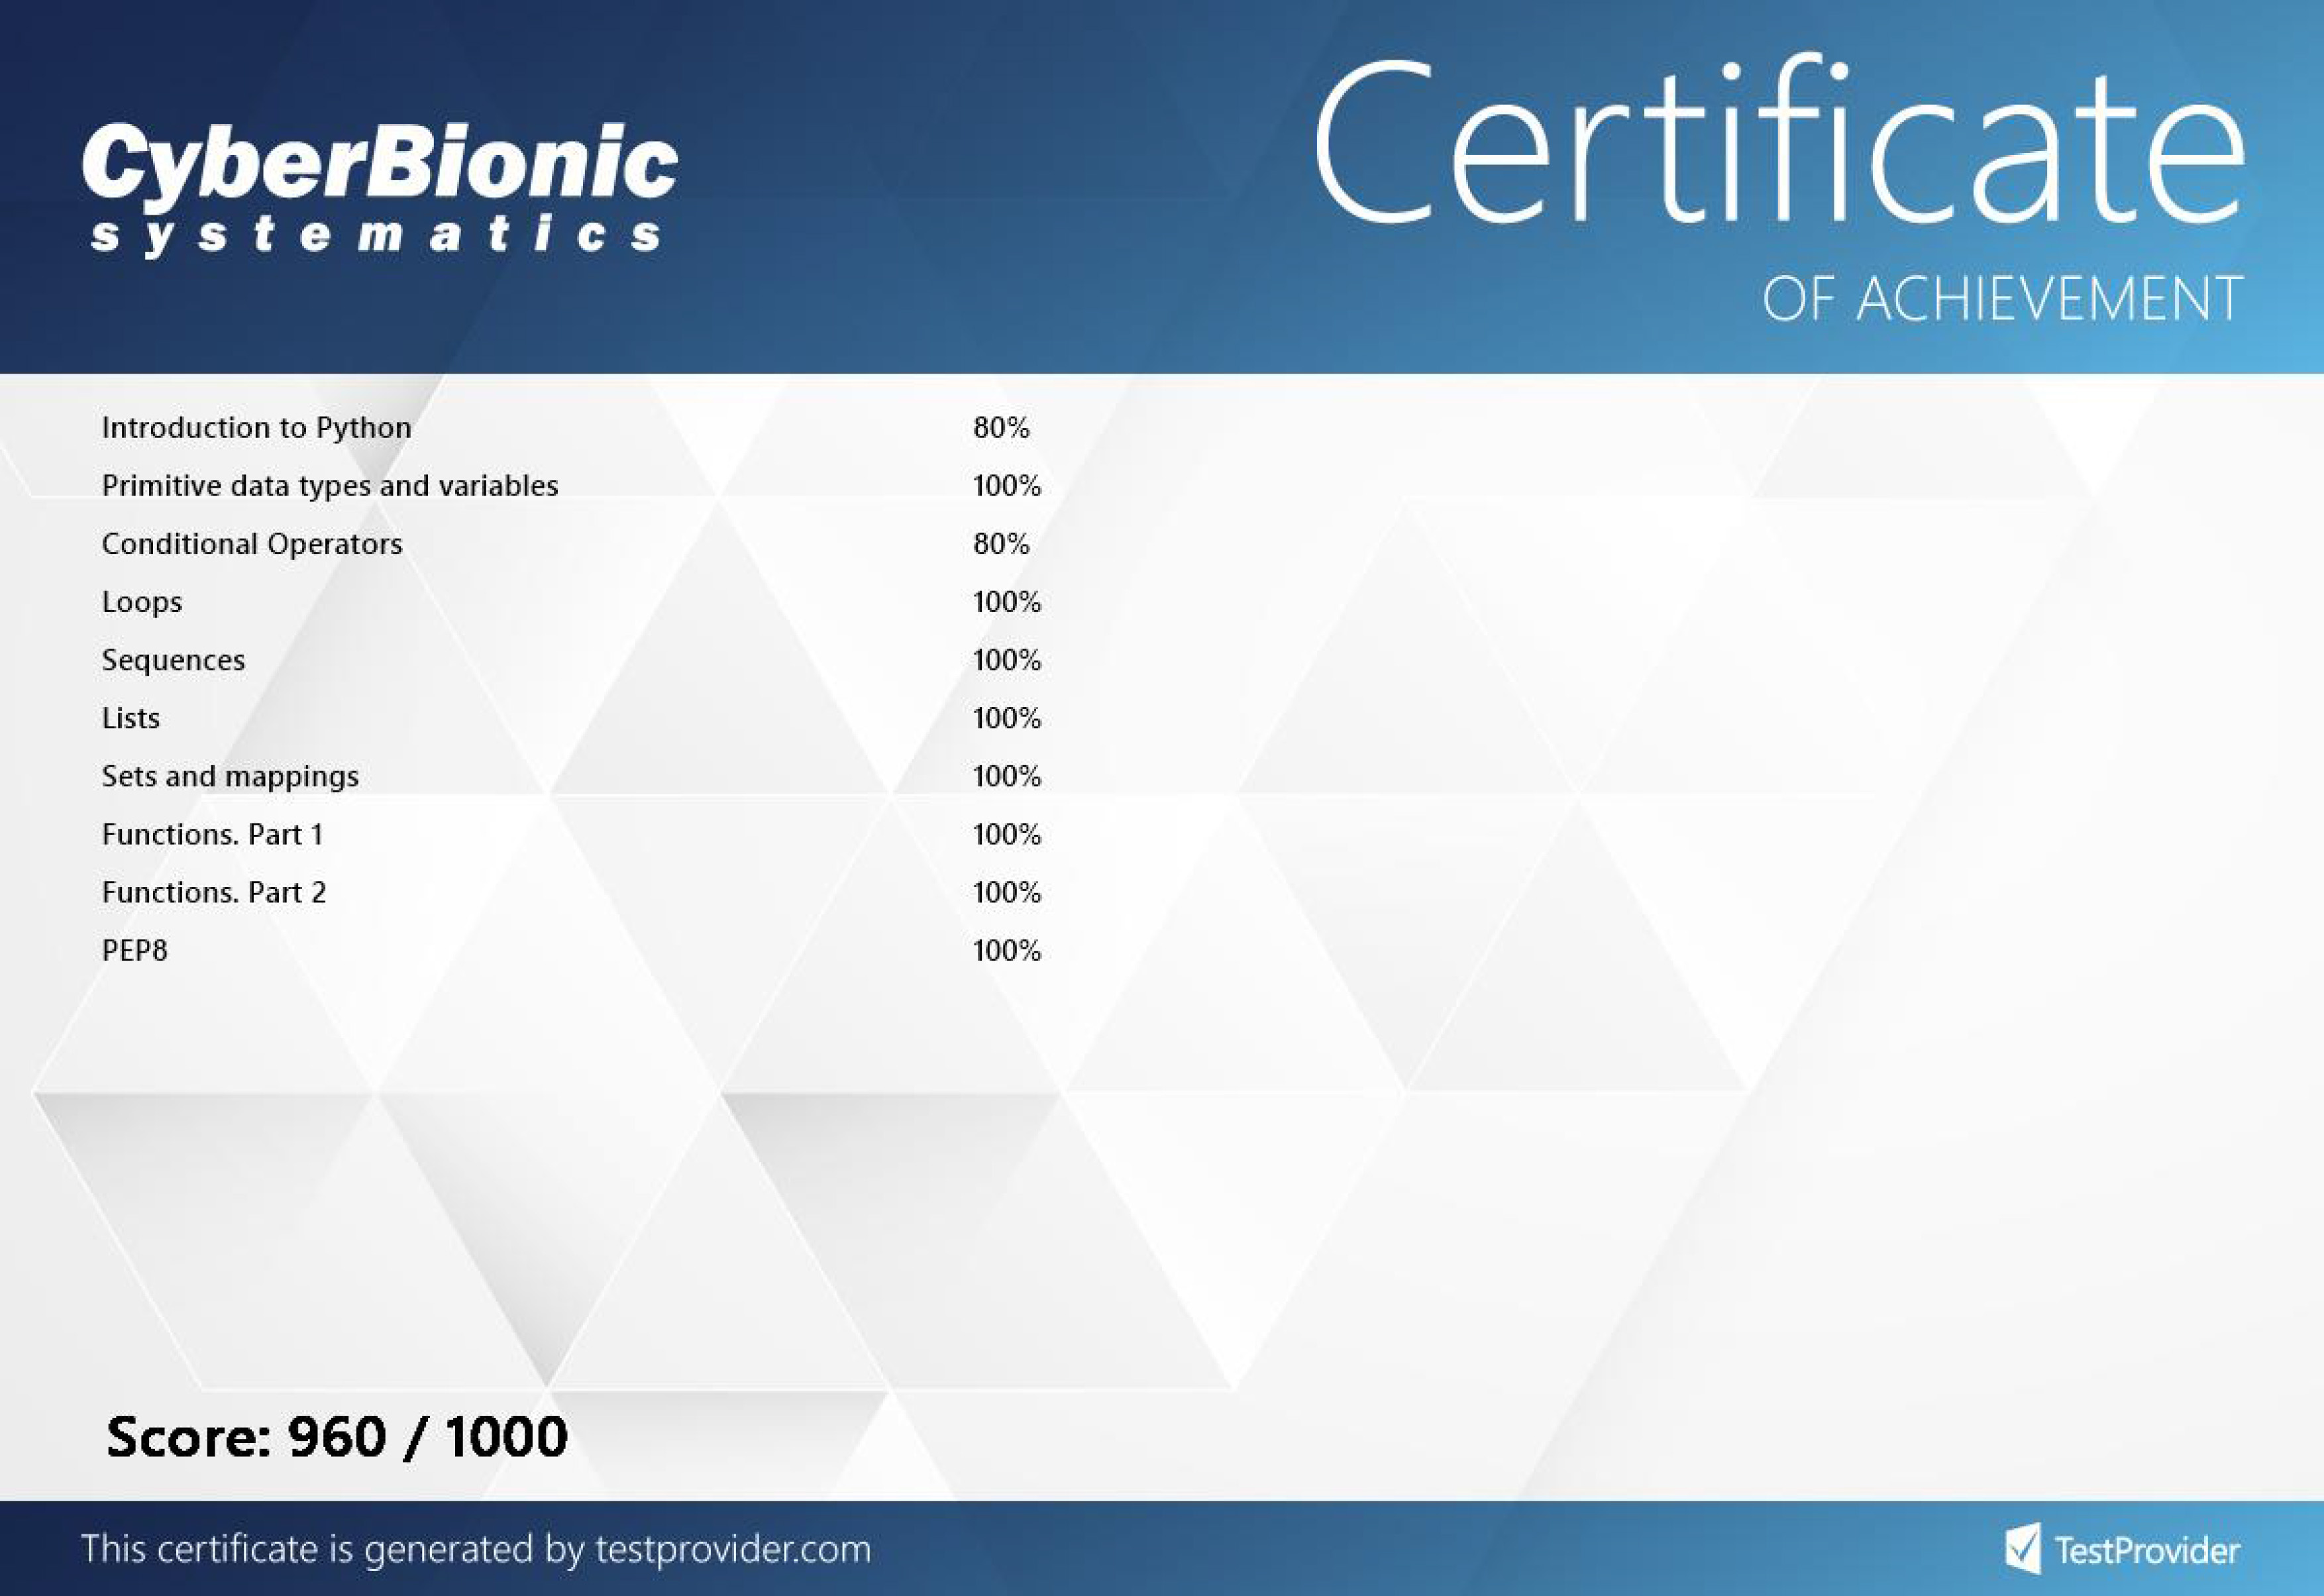 CyberBionic
systematics
Certificate
OF ACHIEVEMENT
Introduction to Python 80%
Primitive data types and variables 100%
Conditional Operators 80%
Loops 100%
Sequences 100%
Lists 100%
Sets and mappings 100%
Functions. Part 1 100%
Functions. Part 2 100%
PEP8 100%
Score: 960 / 1000
This certificate is generated by testprovider.com
TestProvider